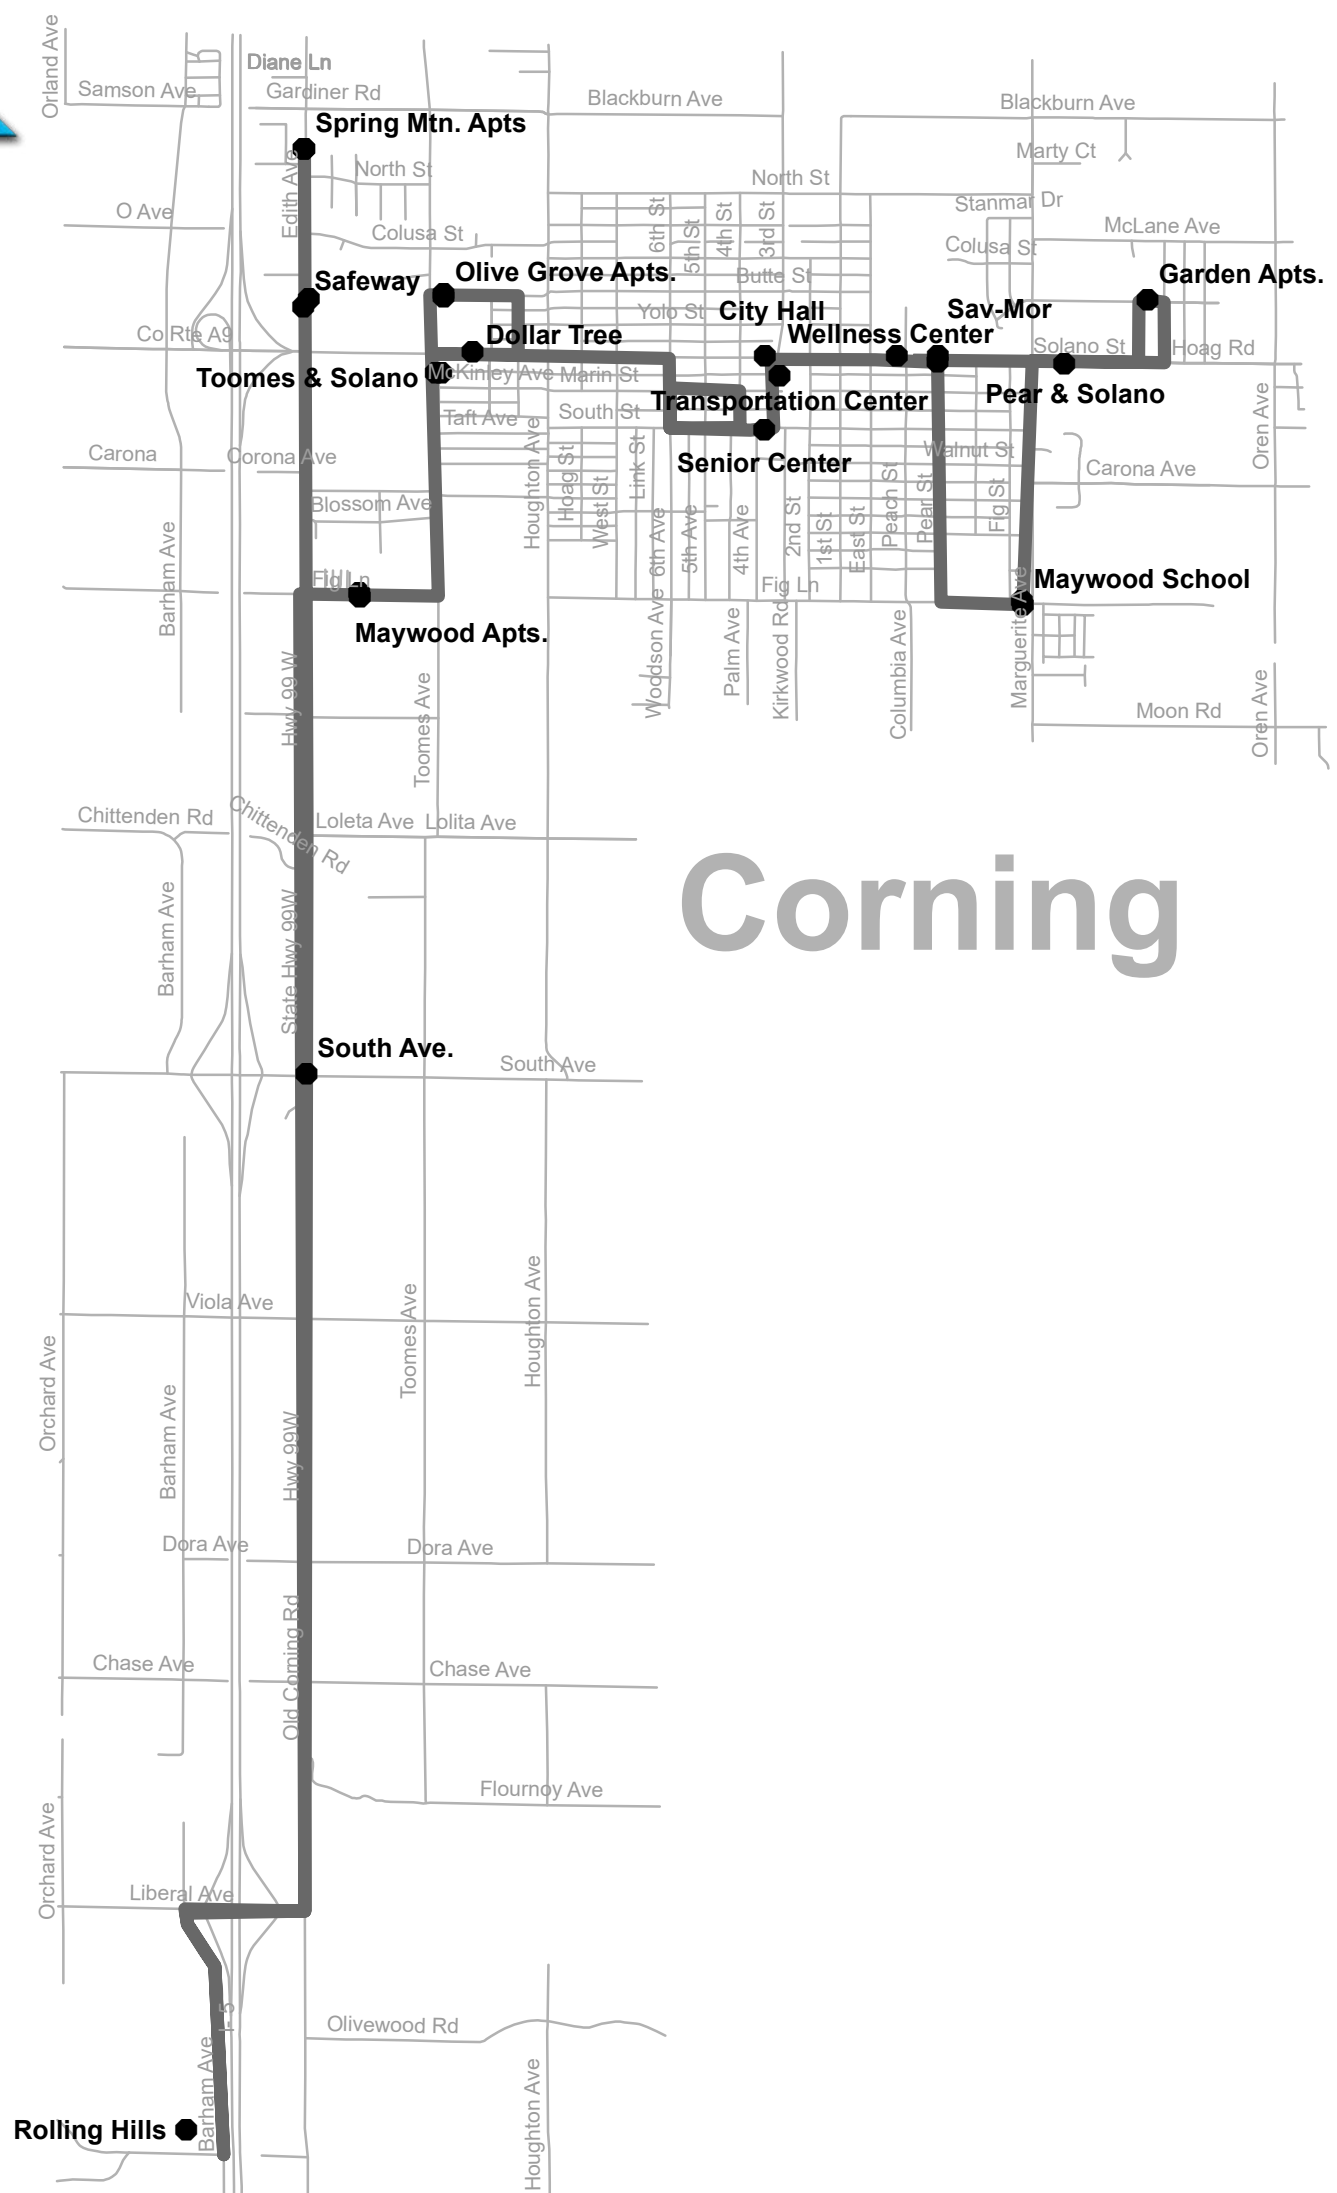 Orland Ave
Diane Ln
Samson Ave
Gardiner Rd
Blackburn Ave
Blackburn Ave
Spring Mtn. Apts
Marty Ct
North St
North St
Edith Ave
O Ave
Colusa St
6th St
5th St
4th St
3rd St
Stanmar Dr
McLane Ave
Colusa St
Olive Grove Apts.
Butte St
Garden Apts.
Safeway
Yolo St
City Hall
Sav-Mor
Co Rte A9
Dollar Tree
Wellness Center
Solano St
Hoag Rd
Toomes & Solano
McKinley Ave
Marin St
Transportation Center
Pear & Solano
Taft Ave
South St
Oren Ave
Carona
Corona Ave
Senior Center
Walnut St
Carona Ave
Houghton Ave
Hoag St
West St
Link St
Blossom Ave
6th Ave
5th Ave
4th Ave
2nd St
1st St
East St
Peach St
Pear St
Fig St
Barham Ave
Fig Ln
Fig Ln
Maywood School
Maywood Apts.
Hwy 99 W
Toomes Ave
Woodson Ave
Palm Ave
Kirkwood Rd
Columbia Ave
Marguerite Ave
Moon Rd
Oren Ave
Chittenden Rd
Chittenden Rd
Loleta Ave
Lolita Ave
Corning
Barham Ave
State Hwy 99W
South Ave.
South Ave
Viola Ave
Toomes Ave
Houghton Ave
Orchard Ave
Barham Ave
Hwy 99W
Dora Ave
Dora Ave
Old Corning Rd
Chase Ave
Chase Ave
Flournoy Ave
Orchard Ave
Liberal Ave
I- 5
Olivewood Rd
Barham Ave
Houghton Ave
Rolling Hills